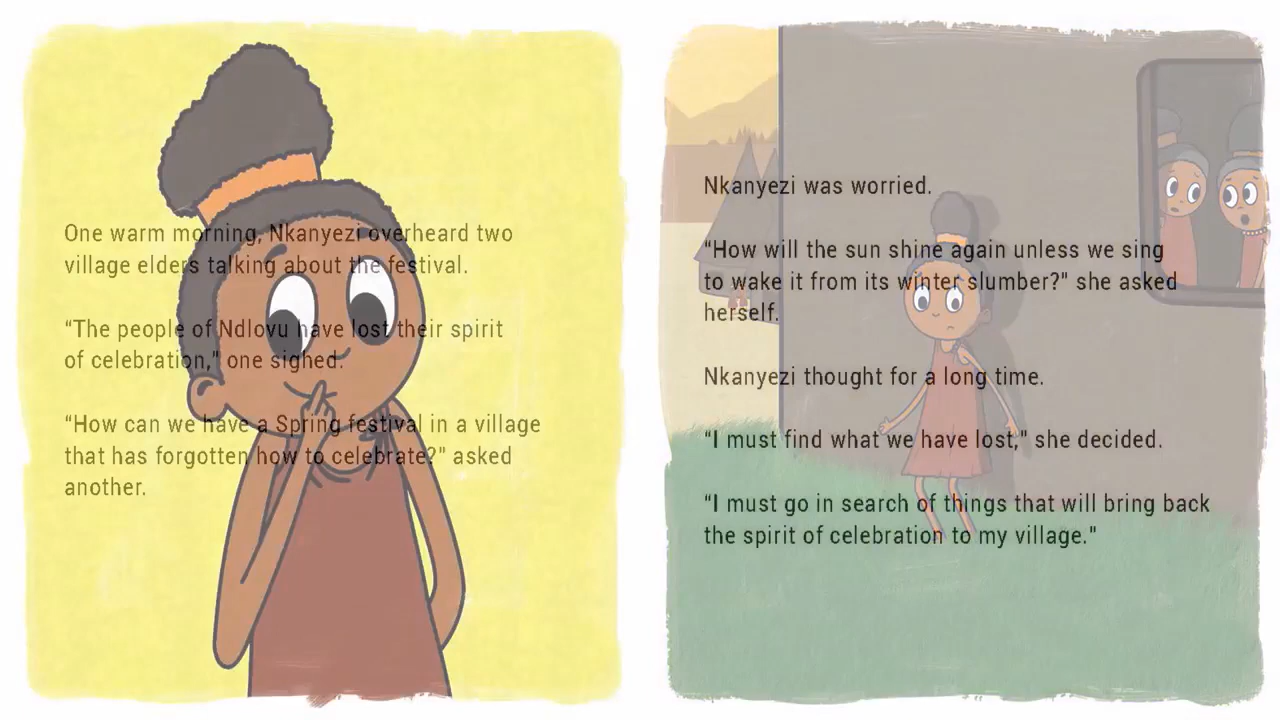 One warm morning, Nkanyezi overheard two
village elders talking about the festival.
“The people of Ndlovu have lost their spirit
of celebration,” one sighed.
“How can we have a Spring festival in a village
that has forgotten how to celebrate?” asked
another.
Nkanyezi was worried.
“How will the sun shine again unless we sing
to wake it from its winter slumber?” she asked
herself.
Nkanyezi thought for a long time.
“I must find what we have lost,” she decided.
“I must go in search of things that will bring back
the spirit of celebration to my village.”